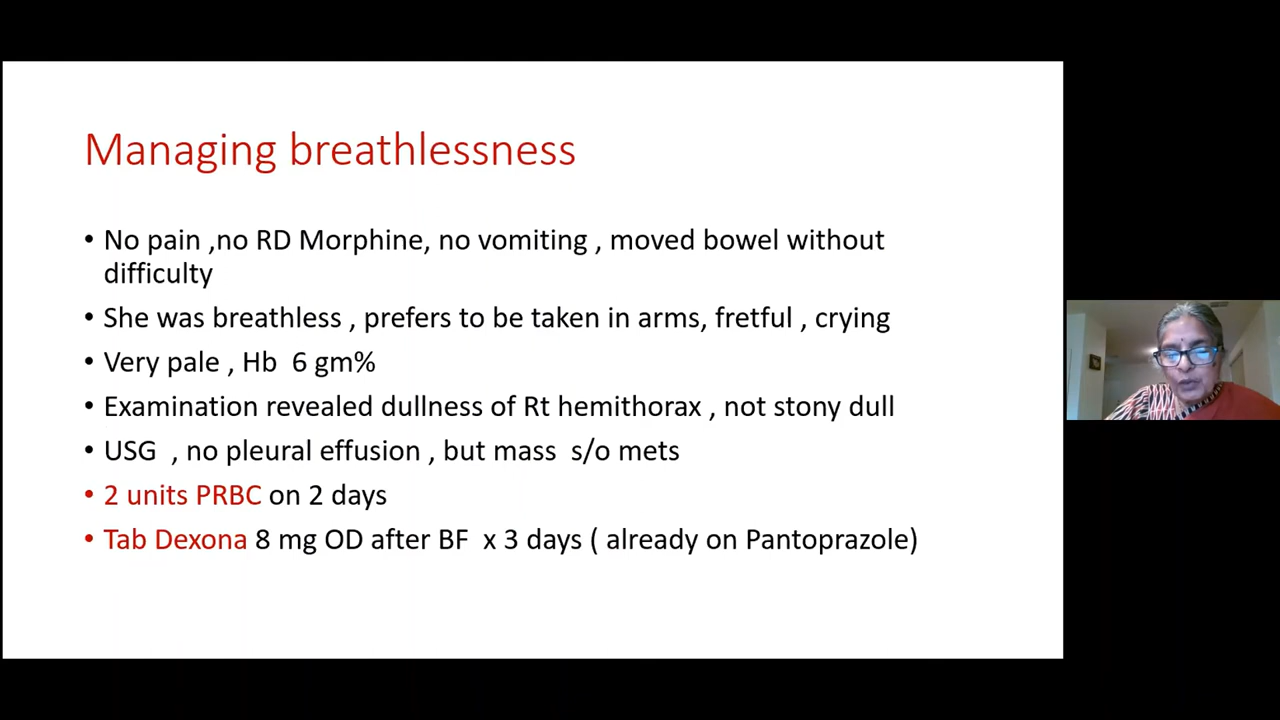 Managing breathlessness
• No pain ,no RD Morphine, no vomiting , moved bowel without
difficulty
• She was breathless , prefers to be taken in arms, fretful , crying
• Very pale , Hb  6 gm%
• Examination revealed dullness of Rt hemithorax , not stony dull
• USG  , no pleural effusion , but mass  s/o mets
• 2 units PRBC on 2 days
• Tab Dexona 8 mg OD after BF  x 3 days ( already on Pantoprazole)